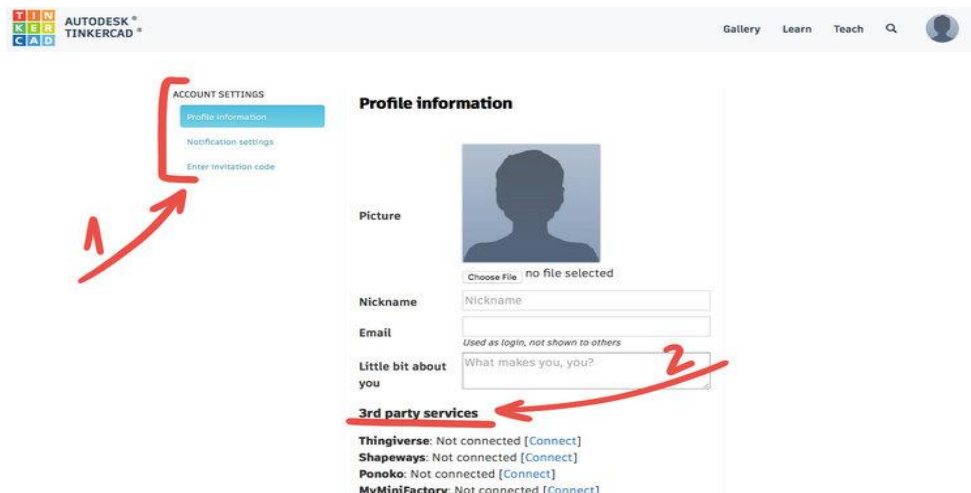 TIN
KER
CAD
AUTODESK®
TINKERCAD®
Gallery Learn Teach
ACCOUNT SETTINGS
Profile information
Notification settings
Enter invitation code
1
Profile information
Picture
Choose File no file selected
Nickname Nickname
Email
Used as login, not shown to others
Little bit about you What makes you, you?
2
3rd party services
Thingiverse: Not connected [Connect]
Shapeways: Not connected [Connect]
Ponoko: Not connected [Connect]
MyMiniFactory: Not connected [Connect]